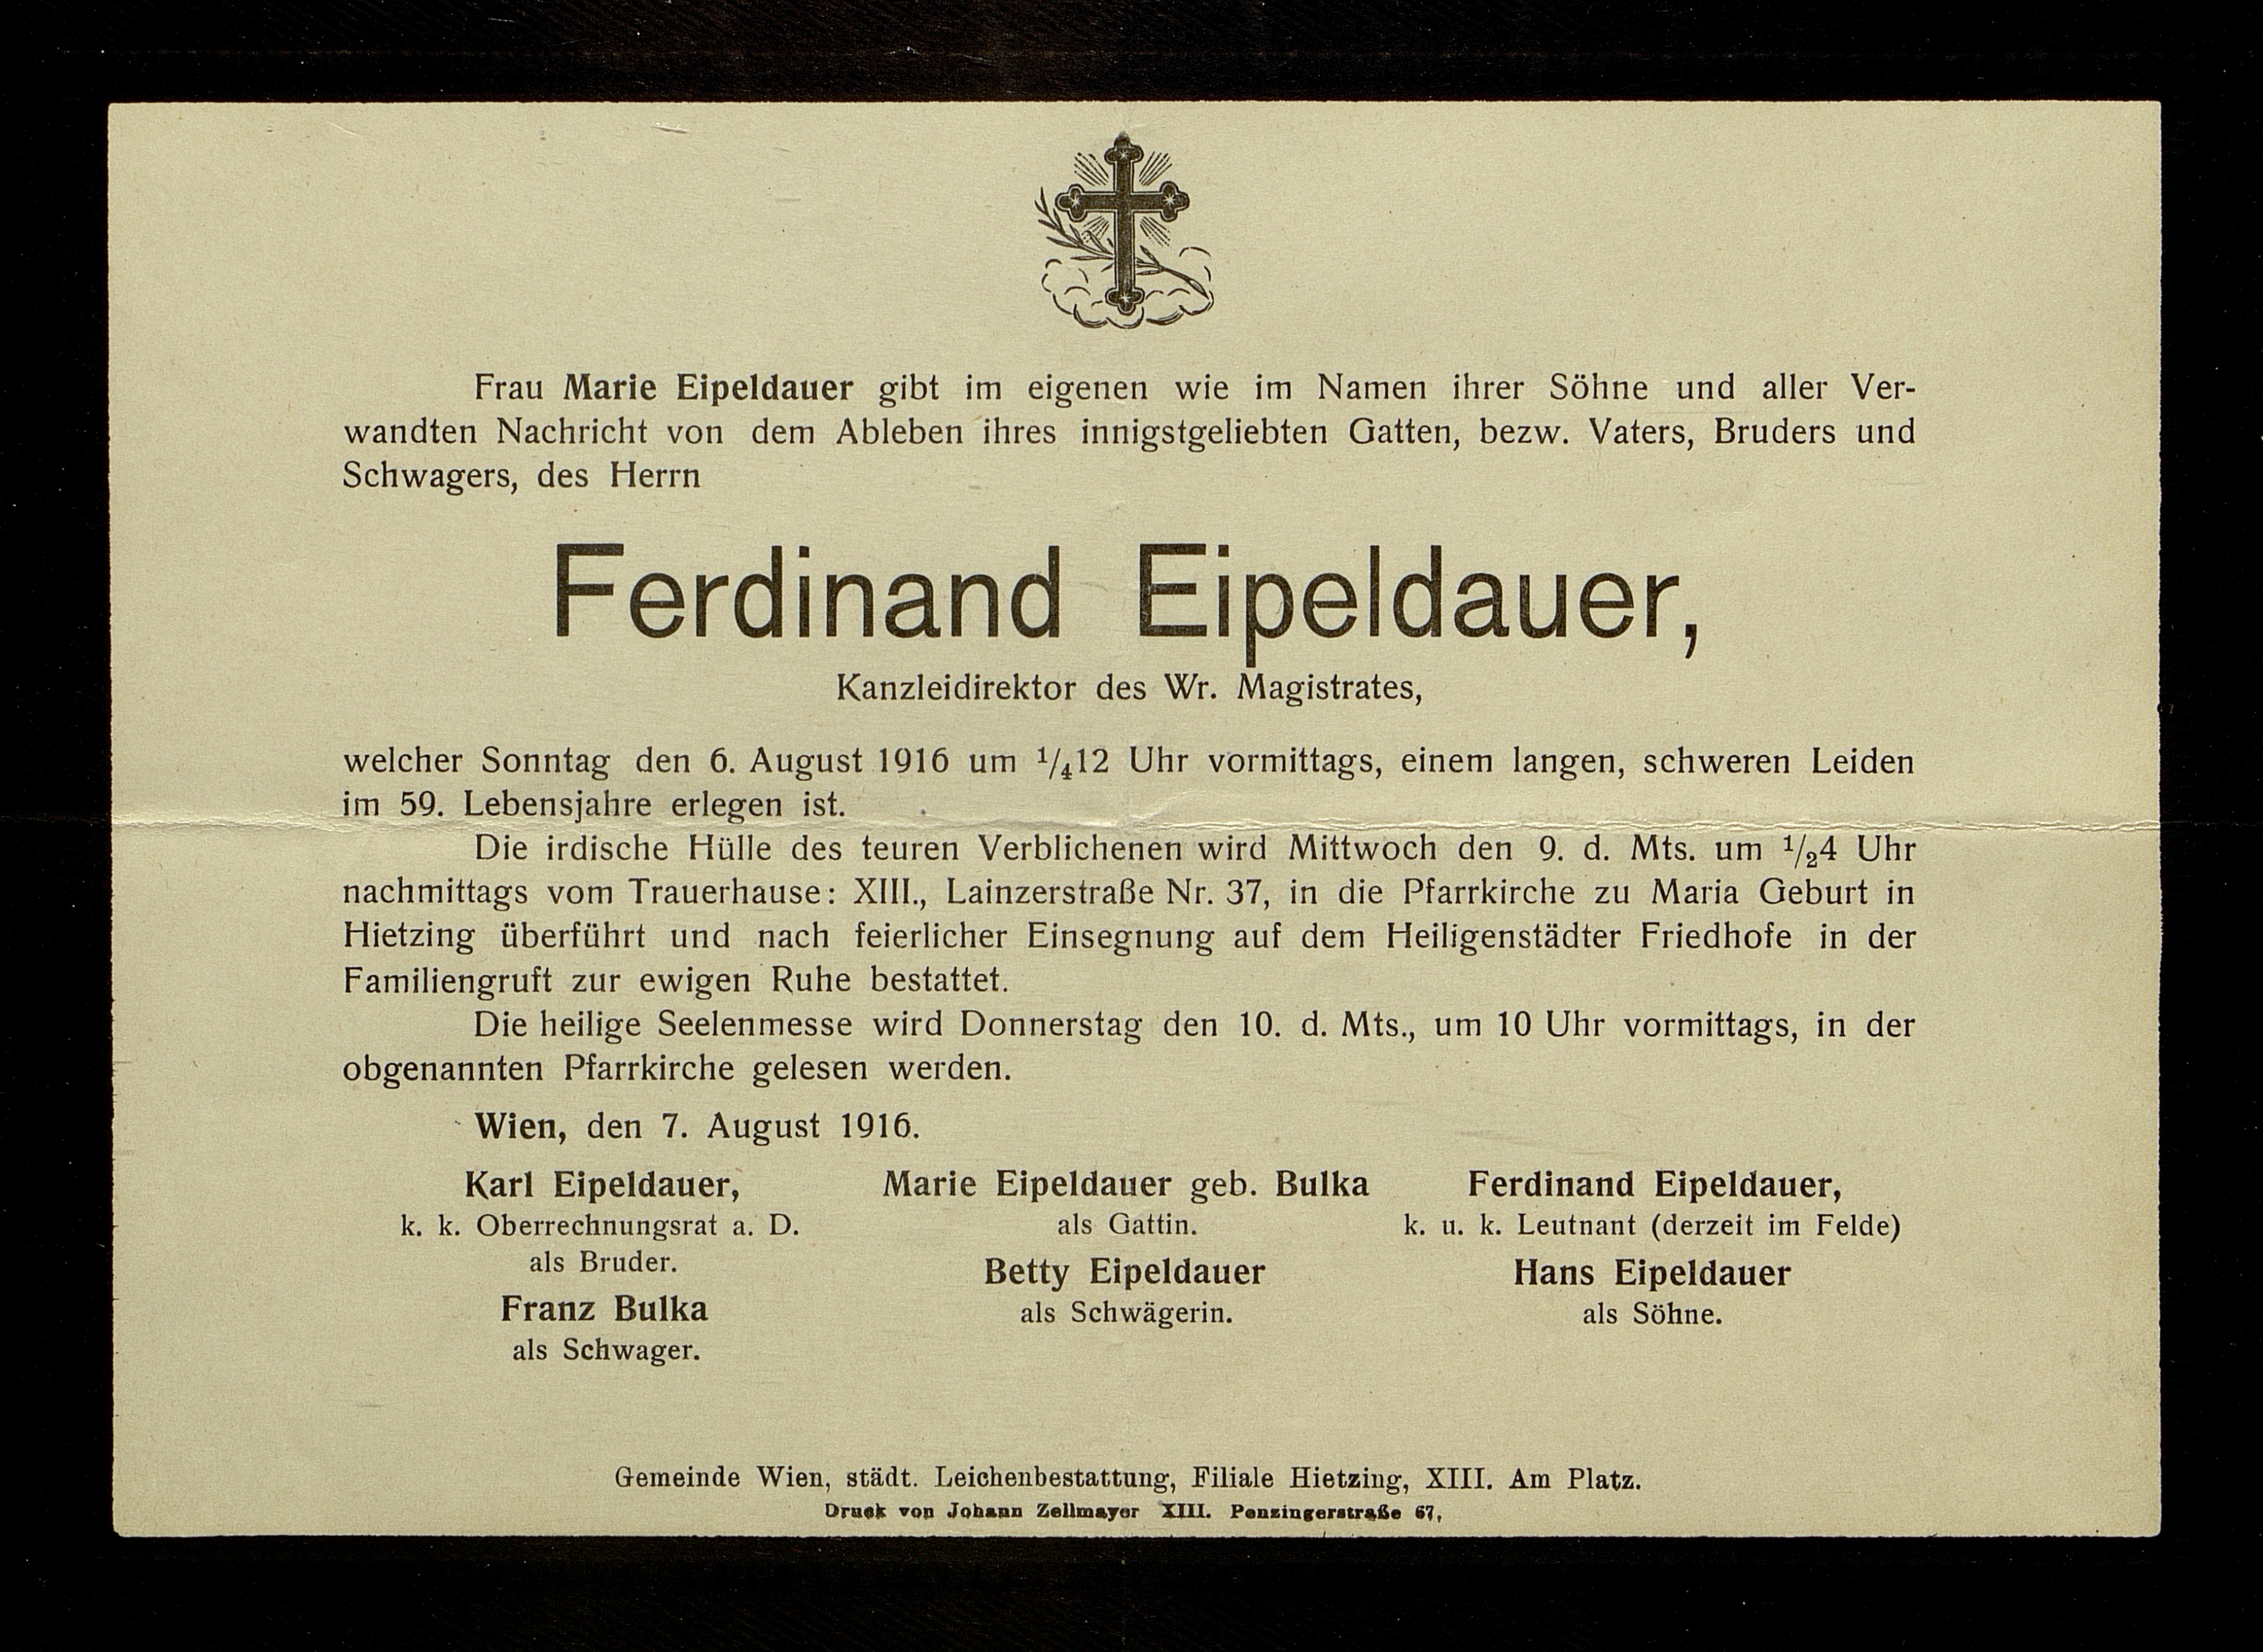 Frau Marie Eipeldauer gibt im eigenen wie im Namen ihrer Söhne und aller Ver-
wandten Nachricht von dem Ableben ihres innigstgeliebten Gatten, bezw. Vaters, Bruders und
Schwagers, des Herrn
Ferdinand Eipeldauer,
Kanzleidirektor des Wr. Magistrates,
welcher Sonntag den 6. August 1916 um 1/4 12 Uhr vormittags, einem langen, schweren Leiden
im 59. Lebensjahre erlegen ist.
Die irdische Hülle des teuren Verblichenen wird Mittwoch den 9. d. Mts. um 1/2 4 Uhr
nachmittags vom Trauerhause: XIII., Lainzerstraße Nr. 37, in die Pfarrkirche zu Maria Geburt in
Hietzing überführt und nach feierlicher Einsegnung auf dem Heiligenstädter Friedhofe in der
Familiengruft zur ewigen Ruhe bestattet.
Die heilige Seelenmesse wird Donnerstag den 10. d. Mts., um 10 Uhr vormittags, in der
obgenannten Pfarrkirche gelesen werden.
Wien, den 7. August 1916.
Karl Eipeldauer,
k. k. Oberrechnungsrat a. D.
als Bruder.
Franz Bulka
als Schwager.
Marie Eipeldauer geb. Bulka
als Gattin.
Betty Eipeldauer
als Schwägerin.
Ferdinand Eipeldauer,
k. u. k. Leutnant (derzeit im Felde)
Hans Eipeldauer
als Söhne.
Gemeinde Wien, städt. Leichenbestattung, Filiale Hietzing, XIII. Am Platz.
Druck von Johann Zellmayer XIII. Penzingerstraße 67,